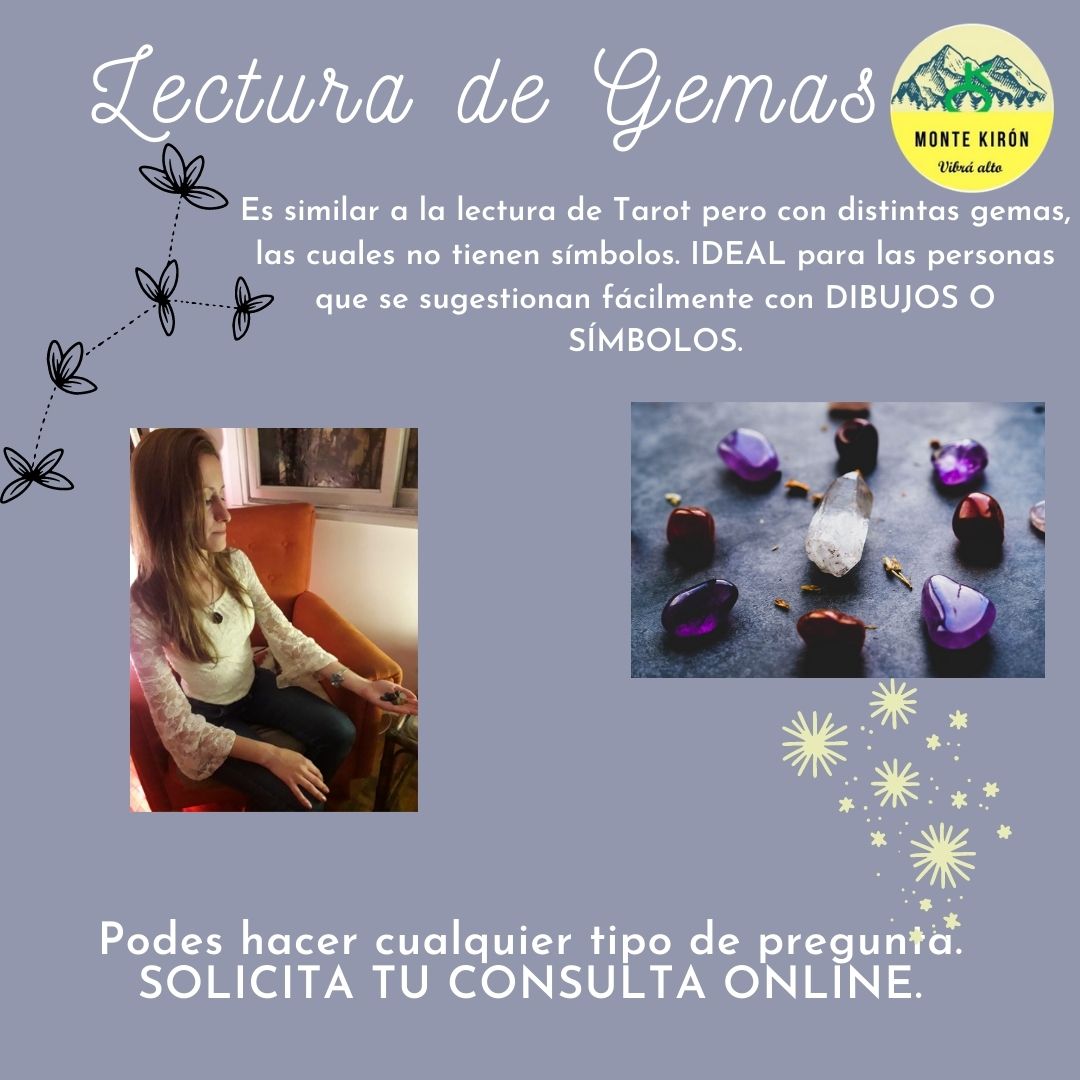 Lectura de Gemas
MONTE KIRÓN
Vibrá alto
Es similar a la lectura de Tarot pero con distintas gemas,
las cuales no tienen símbolos. IDEAL para las personas
que se sugestionan fácilmente con DIBUJOS O
SÍMBOLOS.
Podes hacer cualquier tipo de pregunta.
SOLICITA TU CONSULTA ONLINE.